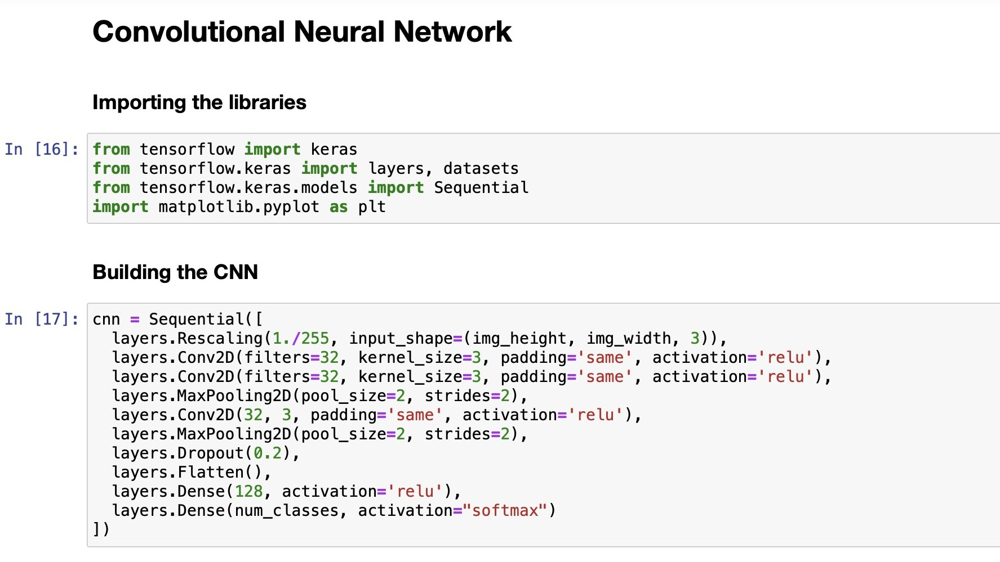 Convolutional Neural Network
Importing the libraries
In [16]:
from tensorflow import keras
from tensorflow.keras import layers, datasets
from tensorflow.keras.models import Sequential
import matplotlib.pyplot as plt
Building the CNN
In [17]:
cnn = Sequential([
  layers.Rescaling(1./255, input_shape=(img_height, img_width, 3)),
  layers.Conv2D(filters=32, kernel_size=3, padding='same', activation='relu'),
  layers.Conv2D(filters=32, kernel_size=3, padding='same', activation='relu'),
  layers.MaxPooling2D(pool_size=2, strides=2),
  layers.Conv2D(32, 3, padding='same', activation='relu'),
  layers.MaxPooling2D(pool_size=2, strides=2),
  layers.Dropout(0.2),
  layers.Flatten(),
  layers.Dense(128, activation='relu'),
  layers.Dense(num_classes, activation="softmax")
])